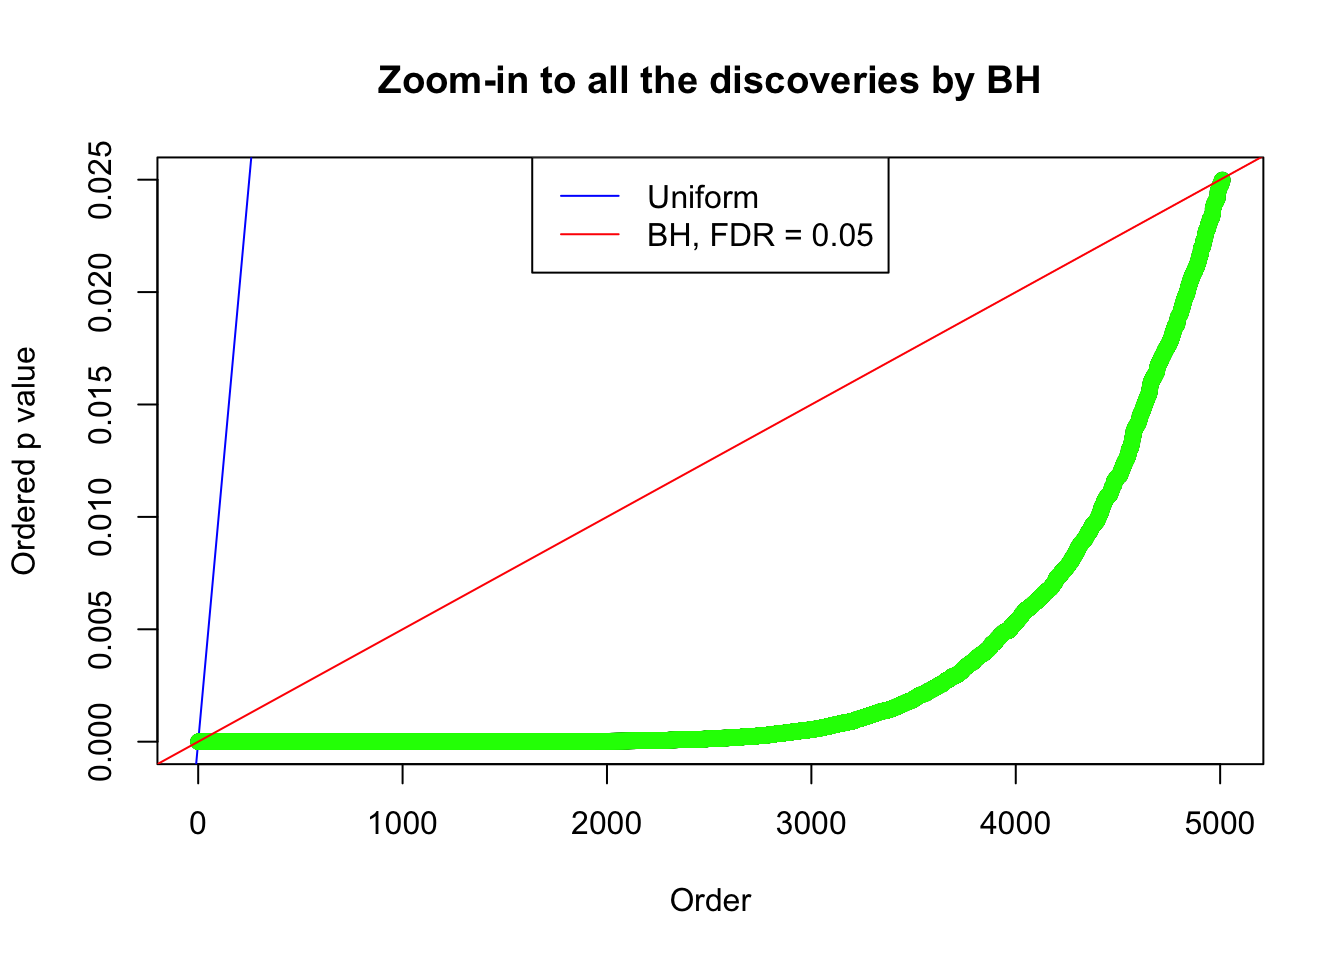 Zoom-in to all the discoveries by BH
Uniform
BH, FDR = 0.05
Ordered p value
0.025
0.020
0.015
0.010
0.005
0.000
0 1000 2000 3000 4000 5000
Order